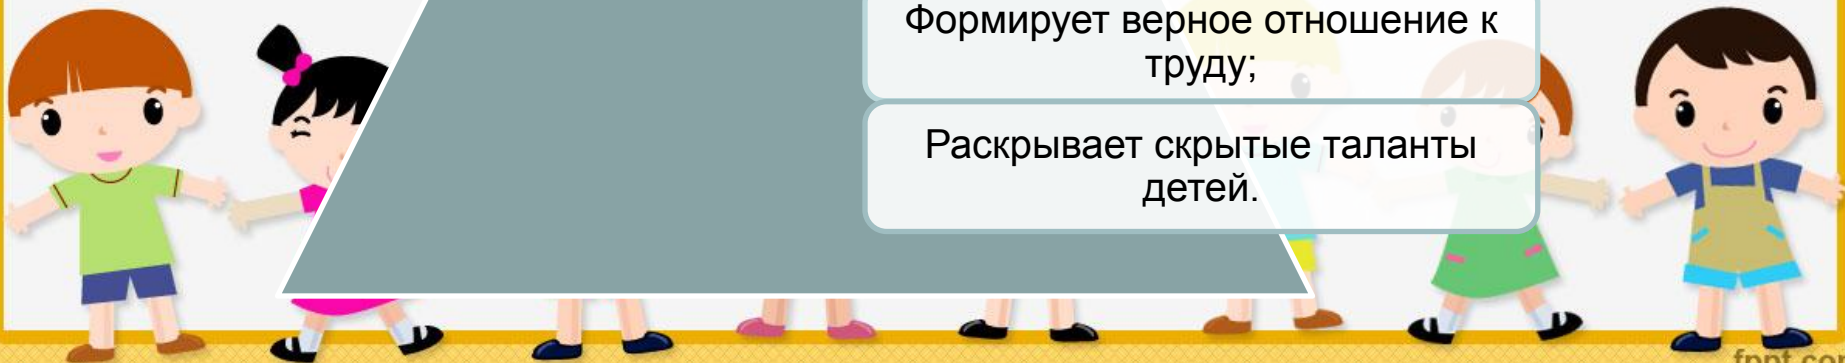 Формирует верное отношение к
труду;
Раскрывает скрытые таланты
детей.